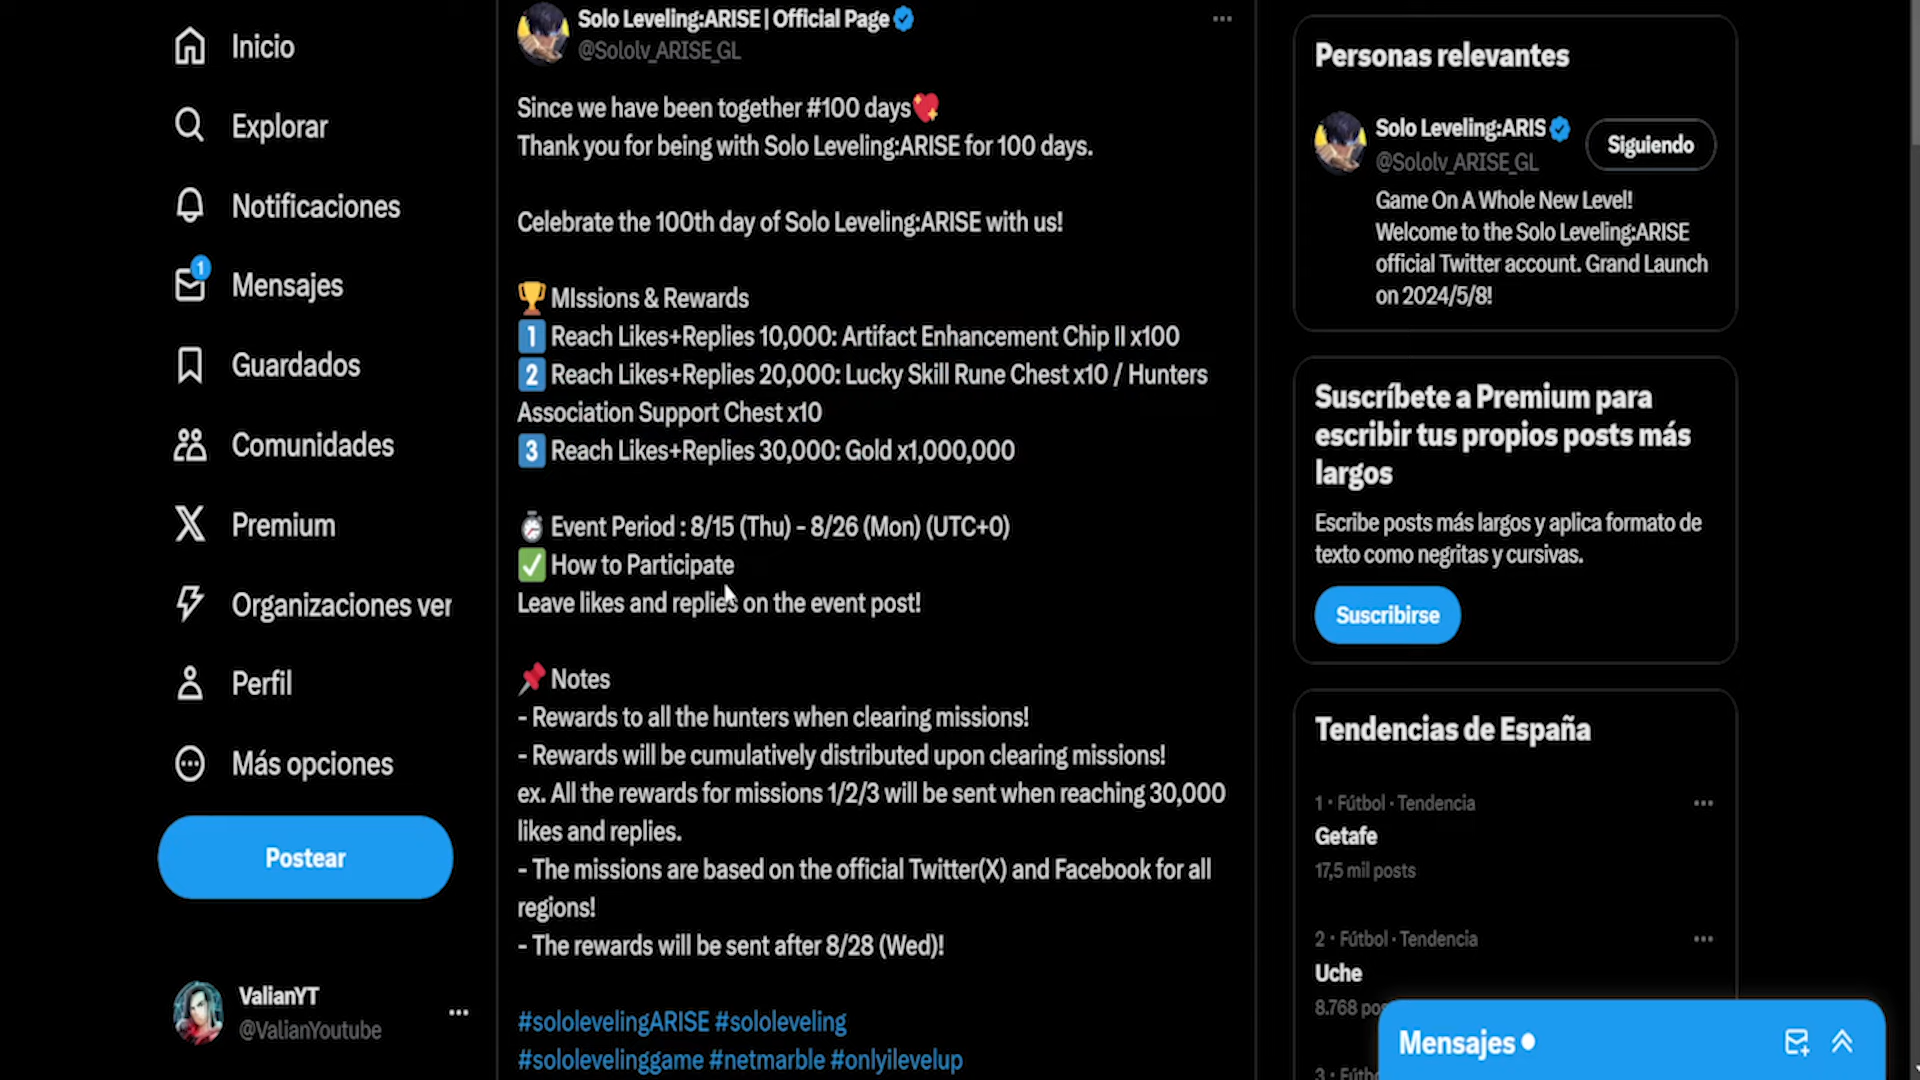 Inicio
Explorar
Notificaciones
1
Mensajes
Guardados
Comunidades
Premium
Organizaciones ver
Perfil
Más opciones
Postear
ValianYT
@ValianYoutube
Solo Leveling:ARISE | Official Page
@Sololv_ARISE_GL
Since we have been together #100 days💖
Thank you for being with Solo Leveling:ARISE for 100 days.
Celebrate the 100th day of Solo Leveling:ARISE with us!
🏆 MIssions & Rewards
1️⃣ Reach Likes+Replies 10,000: Artifact Enhancement Chip II x100
2️⃣ Reach Likes+Replies 20,000: Lucky Skill Rune Chest x10 / Hunters
Association Support Chest x10
3️⃣ Reach Likes+Replies 30,000: Gold x1,000,000
⏱️ Event Period : 8/15 (Thu) - 8/26 (Mon) (UTC+0)
✅ How to Participate
Leave likes and replies on the event post!
📌 Notes
- Rewards to all the hunters when clearing missions!
- Rewards will be cumulatively distributed upon clearing missions!
ex. All the rewards for missions 1/2/3 will be sent when reaching 30,000
likes and replies.
- The missions are based on the official Twitter(X) and Facebook for all
regions!
- The rewards will be sent after 8/28 (Wed)!
#sololevelingARISE #sololeveling
#sololevelinggame #netmarble #onlyilevelup
Personas relevantes
Solo Leveling:ARIS
@Sololv_ARISE_GL
Siguiendo
Game On A Whole New Level!
Welcome to the Solo Leveling:ARISE
official Twitter account. Grand Launch
on 2024/5/8!
Suscríbete a Premium para
escribir tus propios posts más
largos
Escribe posts más largos y aplica formato de
texto como negritas y cursivas.
Suscribirse
Tendencias de España
1 · Fútbol · Tendencia
Getafe
17,5 mil posts
2 · Fútbol · Tendencia
Uche
8.768 pos
3 · Fútb
Mensajes